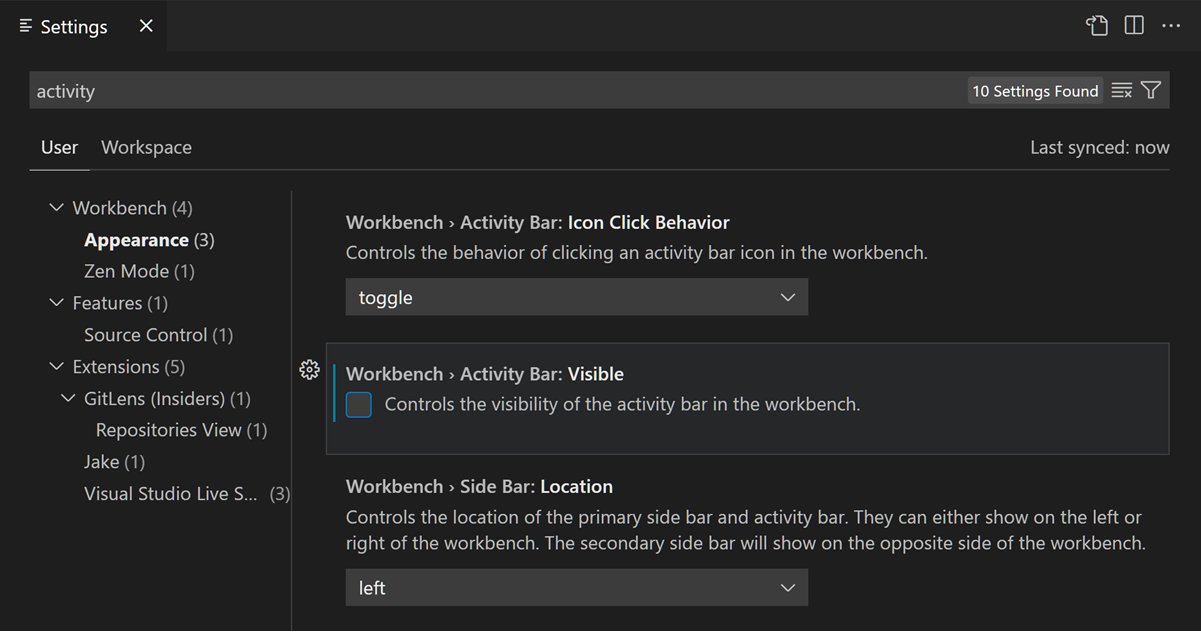 Settings
activity
10 Settings Found
User
Workspace
Last synced: now
Workbench (4)
Appearance (3)
Zen Mode (1)
Features (1)
Source Control (1)
Extensions (5)
GitLens (Insiders) (1)
Repositories View (1)
Jake (1)
Visual Studio Live S... (3)
Workbench › Activity Bar: Icon Click Behavior
Controls the behavior of clicking an activity bar icon in the workbench.
toggle
Workbench › Activity Bar: Visible
Controls the visibility of the activity bar in the workbench.
Workbench › Side Bar: Location
Controls the location of the primary side bar and activity bar. They can either show on the left or
right of the workbench. The secondary side bar will show on the opposite side of the workbench.
left